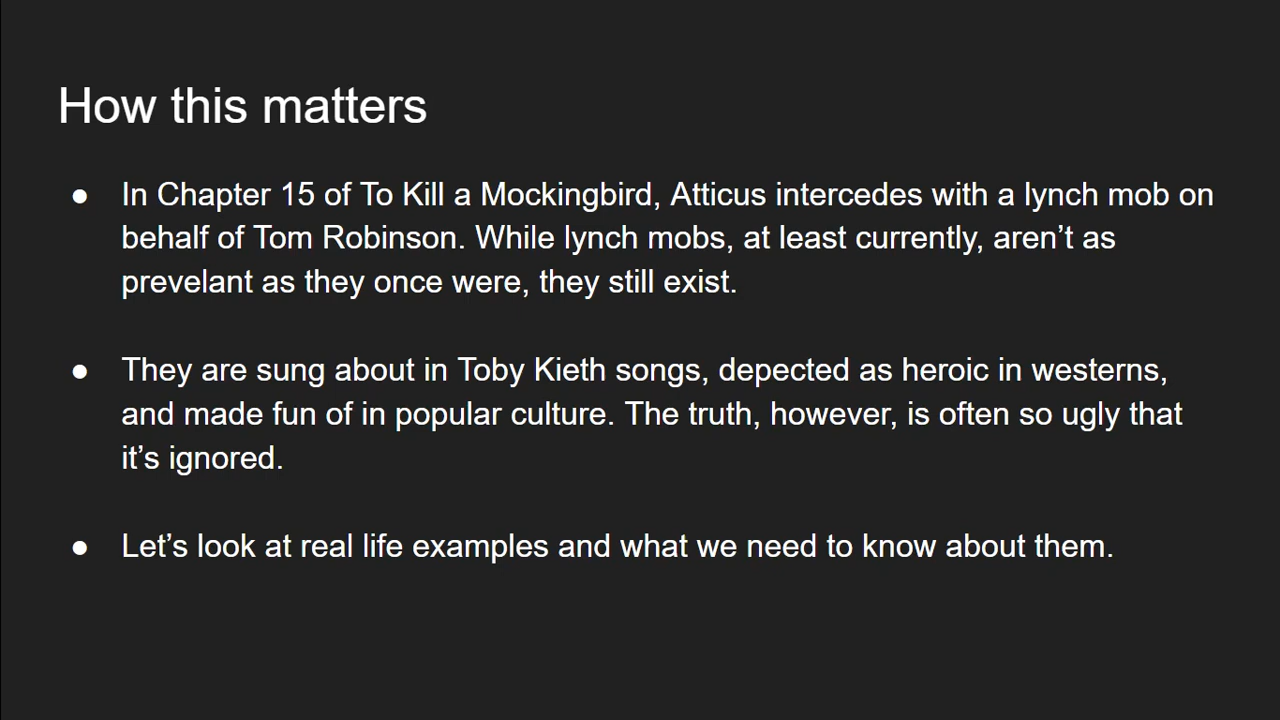 How this matters
● In Chapter 15 of To Kill a Mockingbird, Atticus intercedes with a lynch mob on
behalf of Tom Robinson. While lynch mobs, at least currently, aren’t as
prevelant as they once were, they still exist.
● They are sung about in Toby Kieth songs, depected as heroic in westerns,
and made fun of in popular culture. The truth, however, is often so ugly that
it’s ignored.
● Let’s look at real life examples and what we need to know about them.